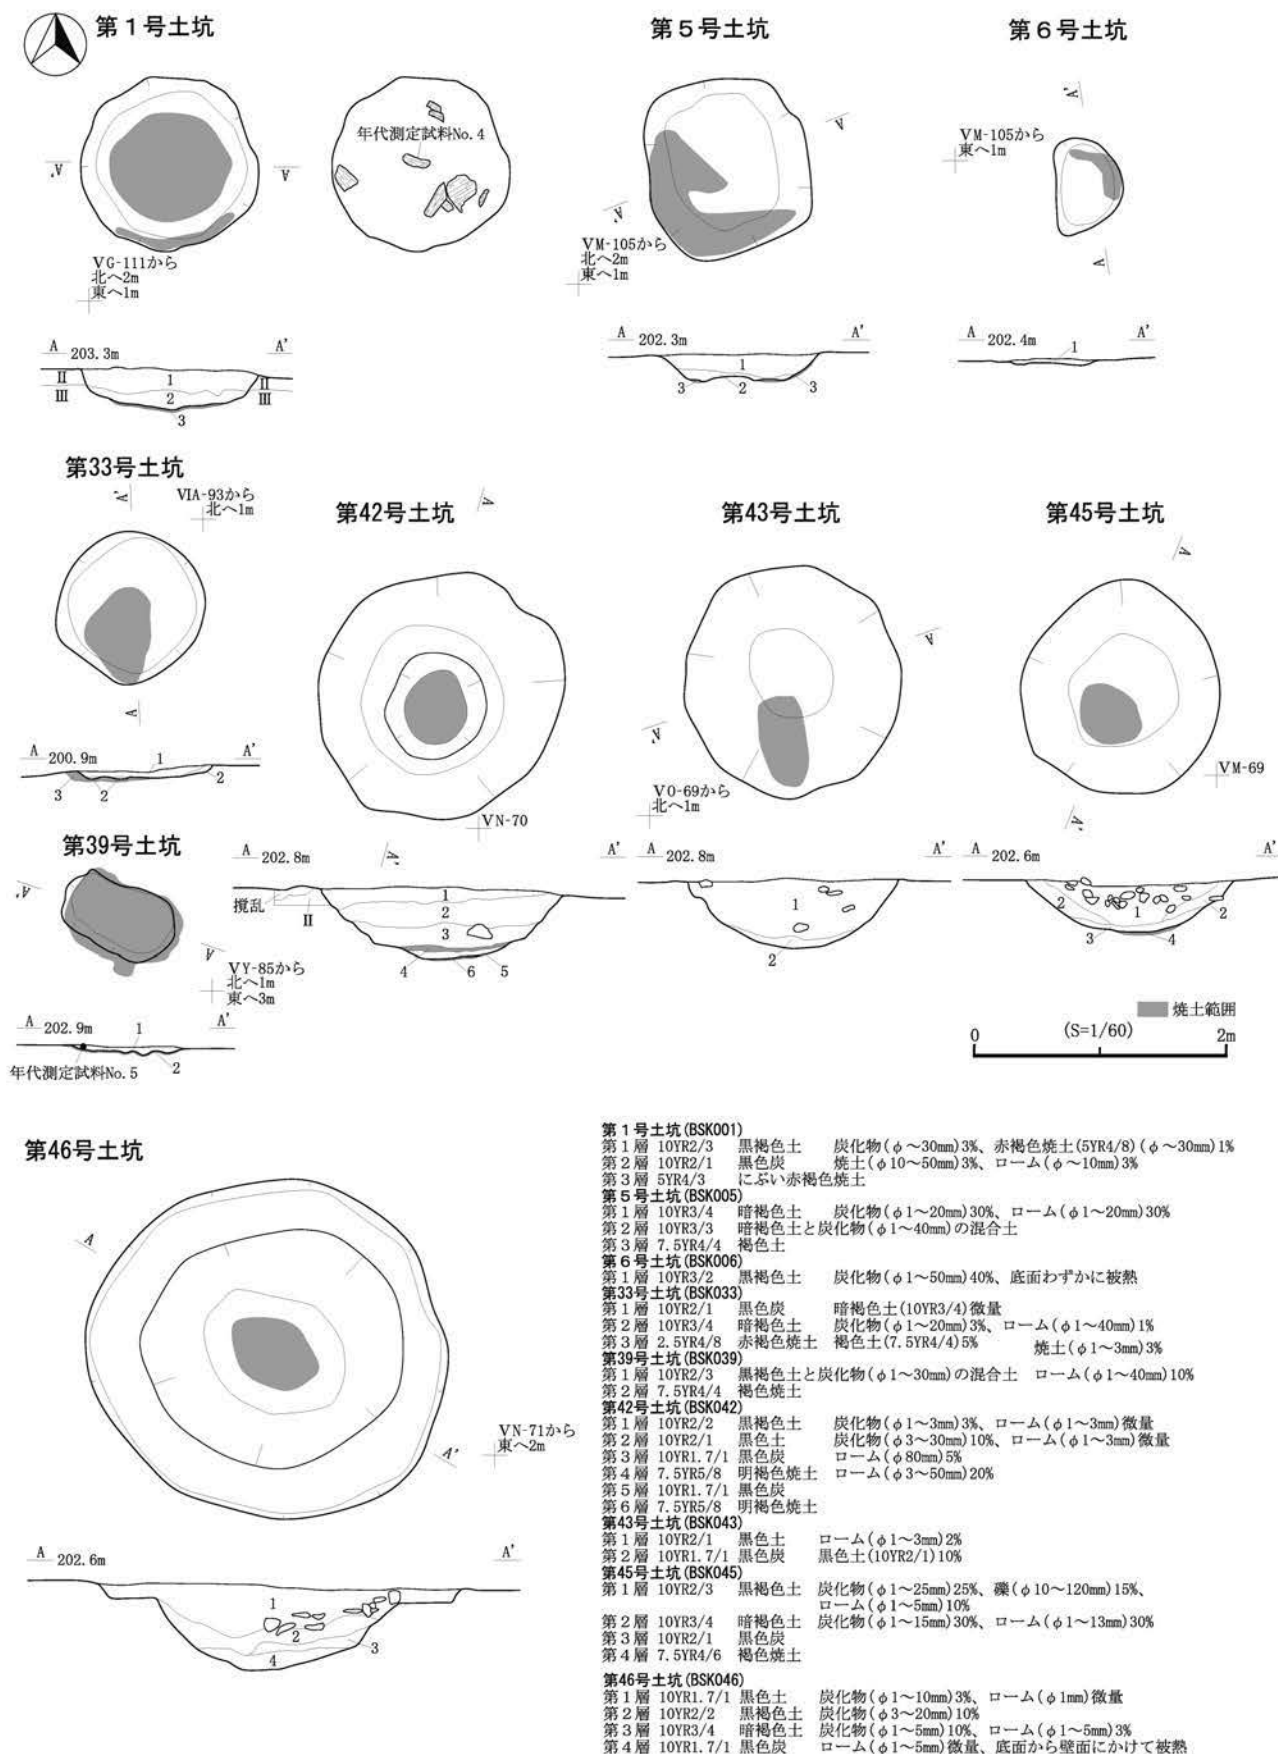 第1号土坑
年代測定試料No.4
A'
A
ⅤG-111から
北へ2m
東へ1m
A 203.3m A'
Ⅱ
Ⅲ
1
2
3
Ⅱ
Ⅲ
第5号土坑
A
A'
ⅤM-105から
北へ2m
東へ1m
A 202.3m A'
1
3 2 3
第6号土坑
A'
ⅤM-105から
東へ1m
A
A 202.4m A'
1
第33号土坑
A'
ⅥA-93から
北へ1m
A
A 200.9m A'
1
2
3 2
第42号土坑
A
ⅤN-70
A'
A 202.8m A'
攪乱
Ⅱ
1
2
3
4 6 5
第43号土坑
A
A'
ⅤO-69から
北へ1m
A 202.8m A'
1
2
第45号土坑
A
ⅤM-69
A'
A 202.6m A'
2 1 2
3 4
第39号土坑
A'
A
ⅤY-85から
北へ1m
東へ3m
A 202.9m A'
1
年代測定試料No.5
2
焼土範囲
0 (S=1/60) 2m
第46号土坑
A
ⅤN-71から
東へ2m
A'
A 202.6m A'
1
2
3
4
第1号土坑(BSK001)
第1層 10YR2/3 黒褐色土 炭化物(φ～30mm)3%、赤褐色焼土(5YR4/8)(φ～30mm)1%
第2層 10YR2/1 黒色炭 焼土(φ10～50mm)3%、ローム(φ～10mm)3%
第3層 5YR4/3 にぶい赤褐色焼土
第5号土坑(BSK005)
第1層 10YR3/4 暗褐色土 炭化物(φ1～20mm)30%、ローム(φ1～20mm)30%
第2層 10YR3/3 暗褐色土と炭化物(φ1～40mm)の混合土
第3層 7.5YR4/4 褐色土
第6号土坑(BSK006)
第1層 10YR3/2 黒褐色土 炭化物(φ1～50mm)40%、底面わずかに被熱
第33号土坑(BSK033)
第1層 10YR2/1 黒色炭 暗褐色土(10YR3/4)微量
第2層 10YR3/4 暗褐色土 炭化物(φ1～20mm)3%、ローム(φ1～40mm)1%
第3層 2.5YR4/8 赤褐色焼土 褐色土(7.5YR4/4)5% 焼土(φ1～3mm)3%
第39号土坑(BSK039)
第1層 10YR2/3 黒褐色土と炭化物(φ1～30mm)の混合土 ローム(φ1～40mm)10%
第2層 7.5YR4/4 褐色焼土
第42号土坑(BSK042)
第1層 10YR2/2 黒褐色土 炭化物(φ1～3mm)3%、ローム(φ1～3mm)微量
第2層 10YR2/1 黒色土 炭化物(φ3～30mm)10%、ローム(φ1～3mm)微量
第3層 10YR1.7/1 黒色炭 ローム(φ80mm)5%
第4層 7.5YR5/8 明褐色焼土 ローム(φ3～50mm)20%
第5層 10YR1.7/1 黒色炭
第6層 7.5YR5/8 明褐色焼土
第43号土坑(BSK043)
第1層 10YR2/1 黒色土 ローム(φ1～3mm)2%
第2層 10YR1.7/1 黒色炭 黒色土(10YR2/1)10%
第45号土坑(BSK045)
第1層 10YR2/3 黒褐色土 炭化物(φ1～25mm)25%、礫(φ10～120mm)15%、
ローム(φ1～5mm)10%
第2層 10YR3/4 暗褐色土 炭化物(φ1～15mm)30%、ローム(φ1～13mm)30%
第3層 10YR2/1 黒色炭
第4層 7.5YR4/6 褐色焼土
第46号土坑(BSK046)
第1層 10YR1.7/1 黒色土 炭化物(φ1～10mm)3%、ローム(φ1mm)微量
第2層 10YR2/2 黒褐色土 炭化物(φ3～20mm)10%
第3層 10YR3/4 暗褐色土 炭化物(φ1～5mm)10%、ローム(φ1～5mm)3%
第4層 10YR1.7/1 黒色炭 ローム(φ1～5mm)微量、底面から壁面にかけて被熱